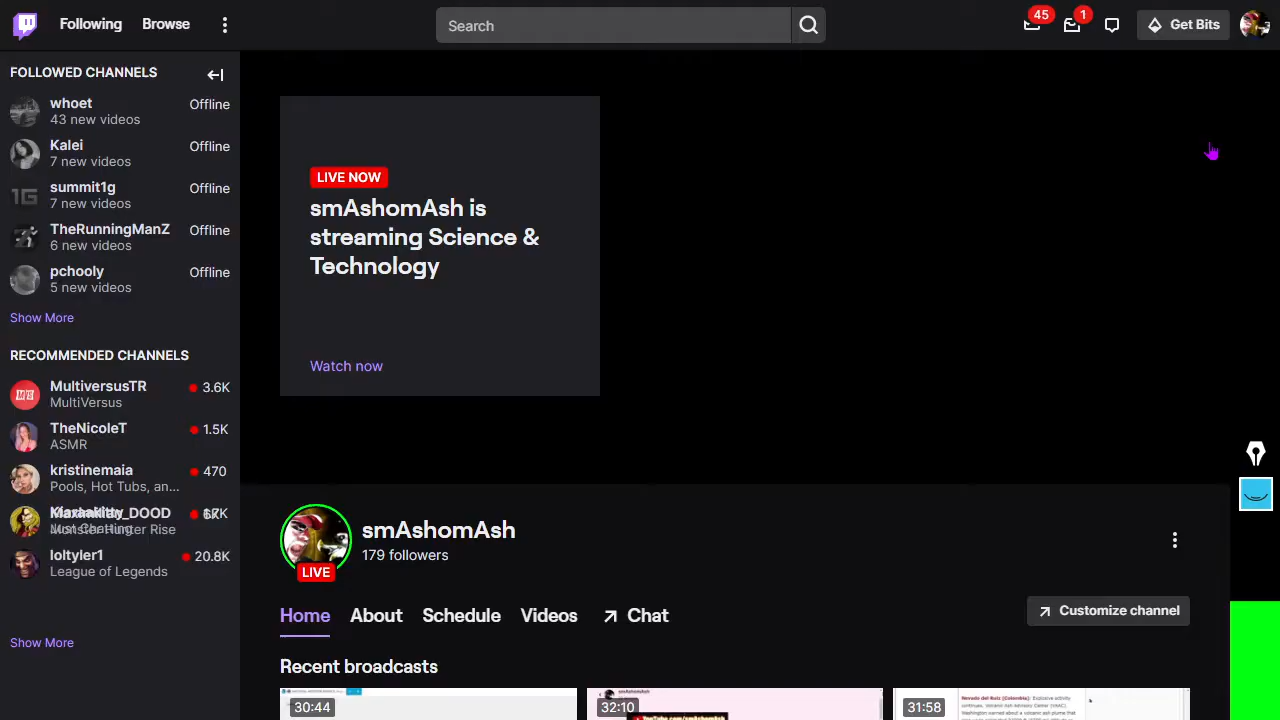 Following
Browse
Search
45
1
Get Bits
FOLLOWED CHANNELS
whoet
Offline
43 new videos
Kalei
Offline
7 new videos
summit1g
Offline
7 new videos
TheRunningManZ
Offline
6 new videos
pchooly
Offline
5 new videos
Show More
RECOMMENDED CHANNELS
MultiversusTR
3.6K
MultiVersus
TheNicoleT
1.5K
ASMR
kristinemaia
470
Pools, Hot Tubs, an...
loltyler1
20.8K
League of Legends
Show More
LIVE NOW
smAshomAsh is
streaming Science &
Technology
Watch now
smAshomAsh
179 followers
LIVE
Home
About
Schedule
Videos
Chat
Customize channel
Recent broadcasts
30:44
32:10
31:58